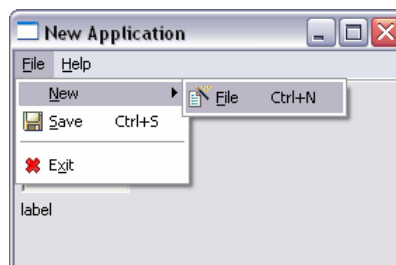 New Application
File Help
New
File Ctrl+N
Save Ctrl+S
Exit
label